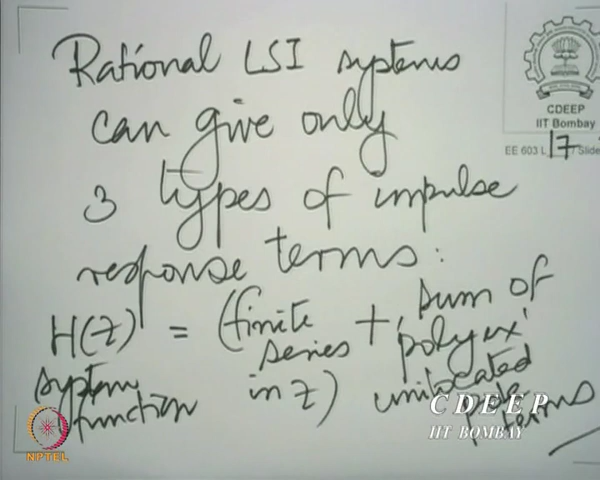 Rational LSI systems
can give only
3 types of impulse
response terms:
H(z) = (finite series in z) + sum of 'polyex' unilocated pole terms
system function
CDEEP
IIT Bombay
EE 603 L 17 Slide
NPTEL
CDEEP
IIT BOMBAY